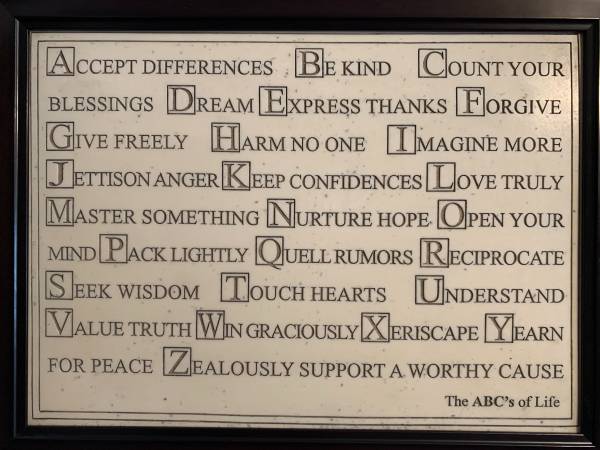 ACCEPT DIFFERENCES BE KIND COUNT YOUR
BLESSINGS DREAM EXPRESS THANKS FORGIVE
GIVE FREELY HARM NO ONE IMAGINE MORE
JETTISON ANGER KEEP CONFIDENCES LOVE TRULY
MASTER SOMETHING NURTURE HOPE OPEN YOUR
MIND PACK LIGHTLY QUELL RUMORS RECIPROCATE
SEEK WISDOM TOUCH HEARTS UNDERSTAND
VALUE TRUTH WIN GRACIOUSLY XERISCAPE YEARN
FOR PEACE ZEALOUSLY SUPPORT A WORTHY CAUSE
The ABC's of Life